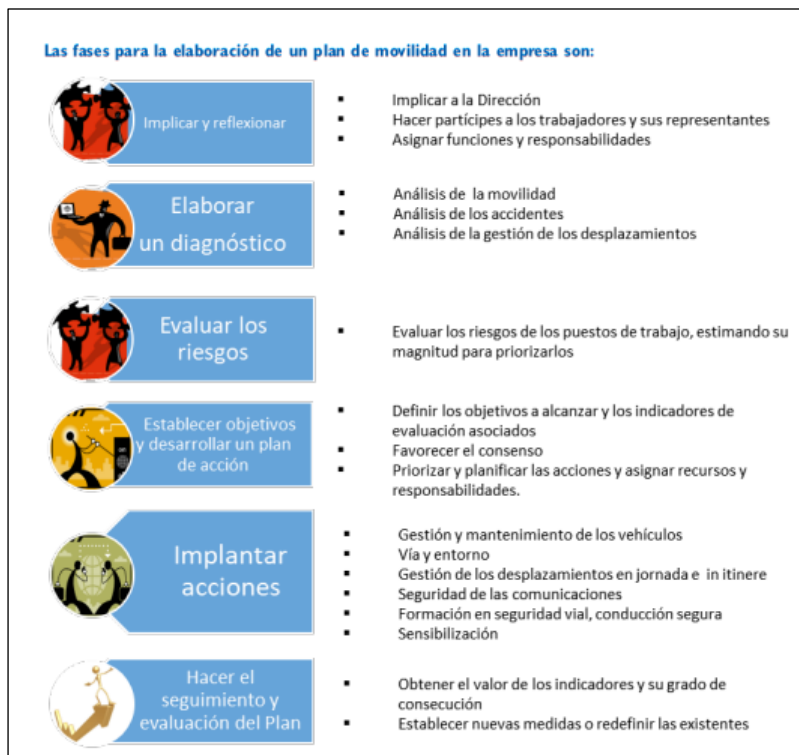 Las fases para la elaboración de un plan de movilidad en la empresa son:
Implicar y reflexionar
▪ Implicar a la Dirección
▪ Hacer partícipes a los trabajadores y sus representantes
▪ Asignar funciones y responsabilidades
Elaborar
un diagnóstico
▪ Análisis de la movilidad
▪ Análisis de los accidentes
▪ Análisis de la gestión de los desplazamientos
Evaluar los
riesgos
▪ Evaluar los riesgos de los puestos de trabajo, estimando su
magnitud para priorizarlos
Establecer objetivos
y desarrollar un plan
de acción
▪ Definir los objetivos a alcanzar y los indicadores de
evaluación asociados
▪ Favorecer el consenso
▪ Priorizar y planificar las acciones y asignar recursos y
responsabilidades.
Implantar
acciones
▪ Gestión y mantenimiento de los vehículos
▪ Vía y entorno
▪ Gestión de los desplazamientos en jornada e in itinere
▪ Seguridad de las comunicaciones
▪ Formación en seguridad vial, conducción segura
▪ Sensibilización
Hacer el
seguimiento y
evaluación del Plan
▪ Obtener el valor de los indicadores y su grado de
consecución
▪ Establecer nuevas medidas o redefinir las existentes